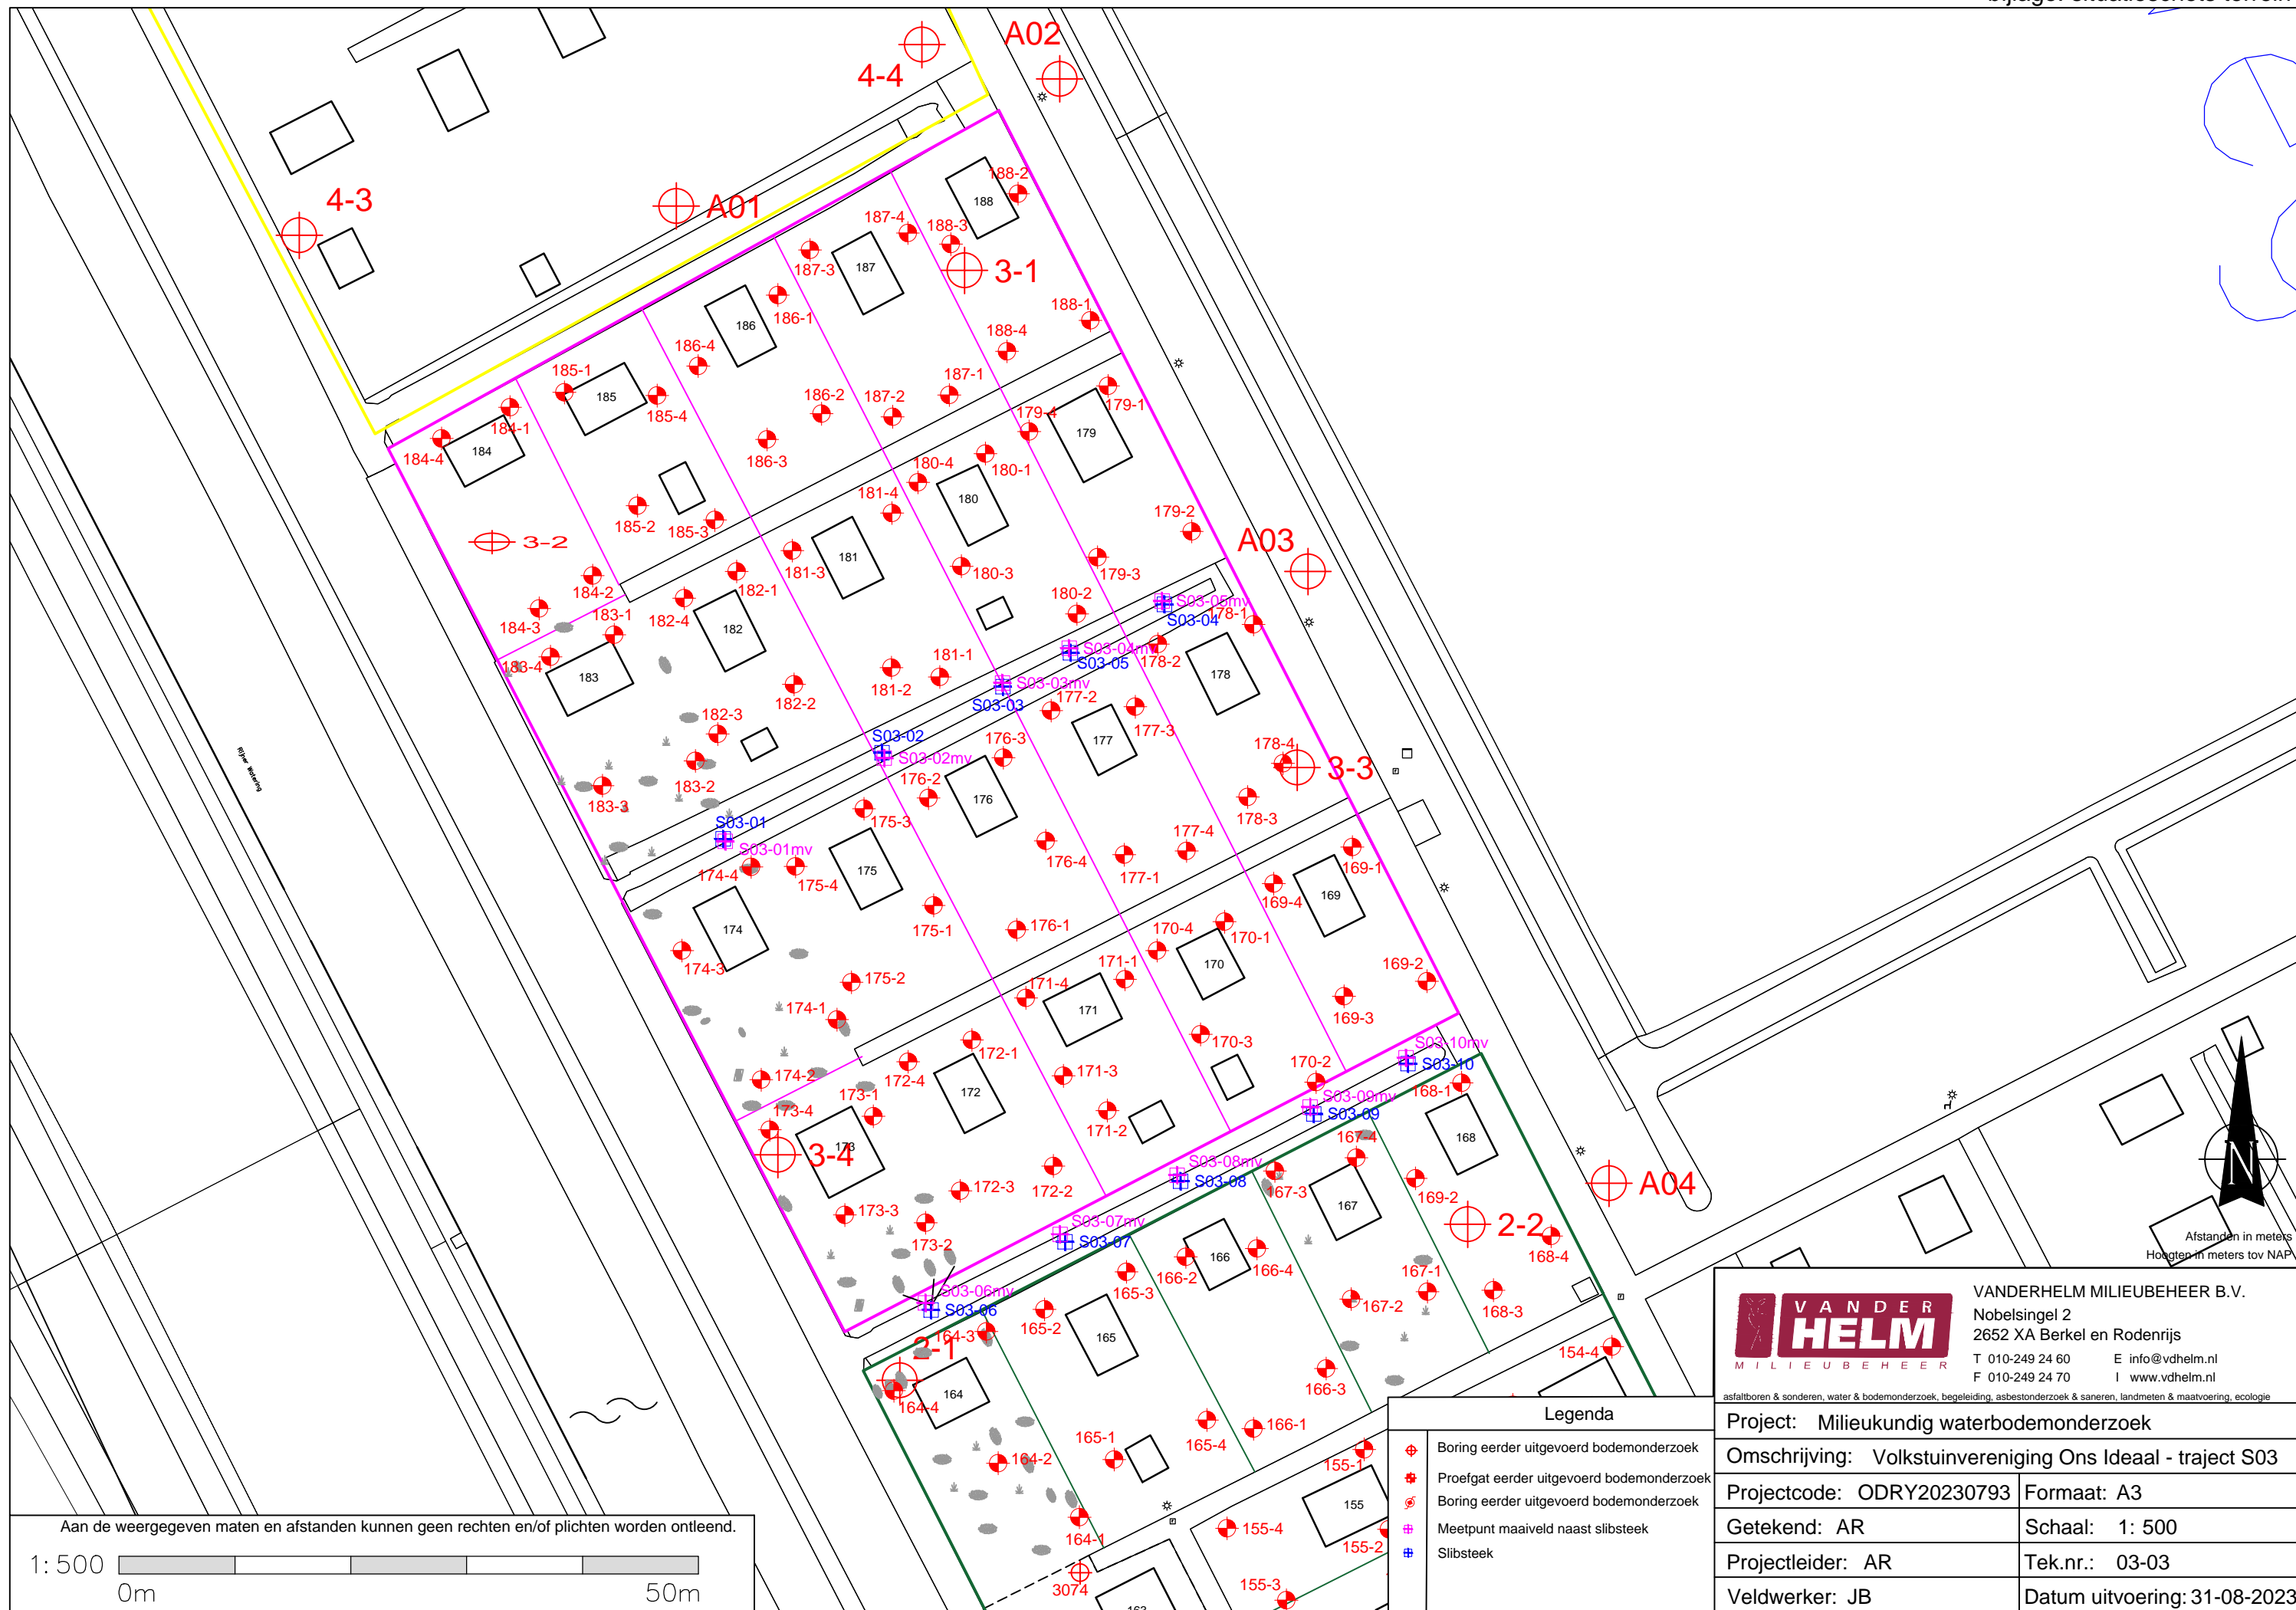 A02
4-4
4-3
A01
188-2
188
187-4
188-3
187-3
187
3-1
186-1
188-1
186
188-4
186-4
185-1
187-1
185
185-4
186-2
187-2
179-1
184-1
179-4
179
184-4
184
186-3
180-4
180-1
181-4
180
185-2
185-3
179-2
3-2
A03
181
181-3
180-3
179-3
184-2
182-1
180-2
S03-05mv
184-3
183-1
182-4
178-1
S03-04
182
S03-04mv
183-4
181-1
S03-05
178-2
183
181-2
S03-03mv
178
182-2
S03-03
177-2
182-3
S03-02
177-3
177
Rijner Watering
S03-02mv
176-3
178-4
3-3
183-2
176-2
183-3
176
175-3
178-3
S03-01
S03-01mv
177-4
176-4
177-1
169-1
174-4
175-4
175
169-4
169
174
175-1
176-1
170-4
170-1
174-3
171-1
170
175-2
171-4
169-2
174-1
171
169-3
172-1
170-3
S03-10mv
174-2
172-4
171-3
170-2
S03-10
173-1
172
168-1
173-4
S03-09mv
171-2
S03-09
173
3-4
167-4
168
S03-08mv
172-3
172-2
S03-08
167-3
169-2
A04
173-3
167
173-2
S03-07mv
2-2
S03-07
168-4
166
166-2
166-4
165-3
167-1
S03-06mv
167-2
168-3
S03-06
165-2
164-3
165
2-1
154-4
164
166-3
164-4
165-4
166-1
165-1
164-2
155-1
155
164-1
155-4
155-2
3074
155-3
163
N
Afstanden in meters
Hoogten in meters tov NAP
Aan de weergegeven maten en afstanden kunnen geen rechten en/of plichten worden ontleend.
1:500
0m
50m
Legenda
Boring eerder uitgevoerd bodemonderzoek
Proefgat eerder uitgevoerd bodemonderzoek
Boring eerder uitgevoerd bodemonderzoek
Meetpunt maaiveld naast slibsteek
Slibsteek
VANDER
HELM
MILIEUBEHEER
VANDERHELM MILIEUBEHEER B.V.
Nobelsingel 2
2652 XA Berkel en Rodenrijs
T 010-249 24 60 E info@vdhelm.nl
F 010-249 24 70 I www.vdhelm.nl
asfaltboren & sonderen, water & bodemonderzoek, begeleiding, asbestonderzoek & saneren, landmeten & maatvoering, ecologie
Project: Milieukundig waterbodemonderzoek
Omschrijving: Volkstuinvereniging Ons Ideaal - traject S03
Projectcode: ODRY20230793 Formaat: A3
Getekend: AR Schaal: 1: 500
Projectleider: AR Tek.nr.: 03-03
Veldwerker: JB Datum uitvoering: 31-08-2023